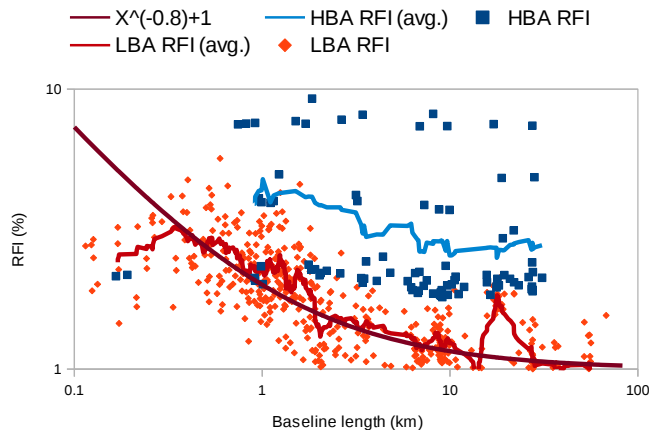 X^(-0.8)+1 HBA RFI (avg.) HBA RFI
LBA RFI (avg.) LBA RFI
10
RFI (%)
1
0.1 1 10 100
Baseline length (km)